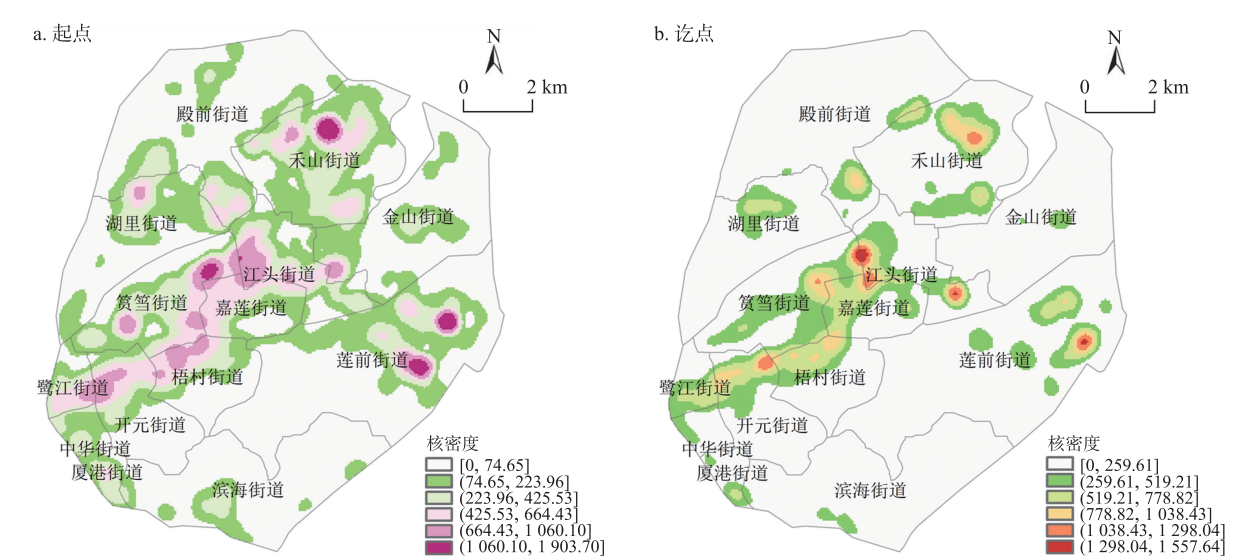 a. 起点
N
0 2 km
殿前街道
禾山街道
湖里街道
金山街道
江头街道
筼筜街道
嘉莲街道
莲前街道
梧村街道
鹭江街道
开元街道
中华街道
厦港街道
滨海街道
核密度
[0, 74.65]
(74.65, 223.96]
(223.96, 425.53]
(425.53, 664.43]
(664.43, 1 060.10]
(1 060.10, 1 903.70]
b. 讫点
N
0 2 km
殿前街道
禾山街道
湖里街道
金山街道
江头街道
筼筜街道
嘉莲街道
莲前街道
梧村街道
鹭江街道
开元街道
中华街道
厦港街道
滨海街道
核密度
[0, 259.61]
(259.61, 519.21]
(519.21, 778.82]
(778.82, 1 038.43]
(1 038.43, 1 298.04]
(1 298.04, 1 557.64]